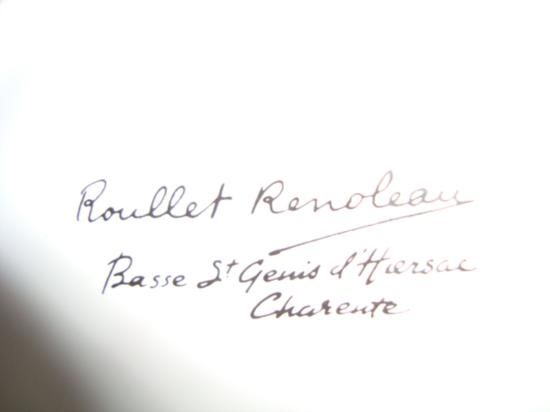 Roullet Renoleau
Basse St Genis d'Hiersac
Charente